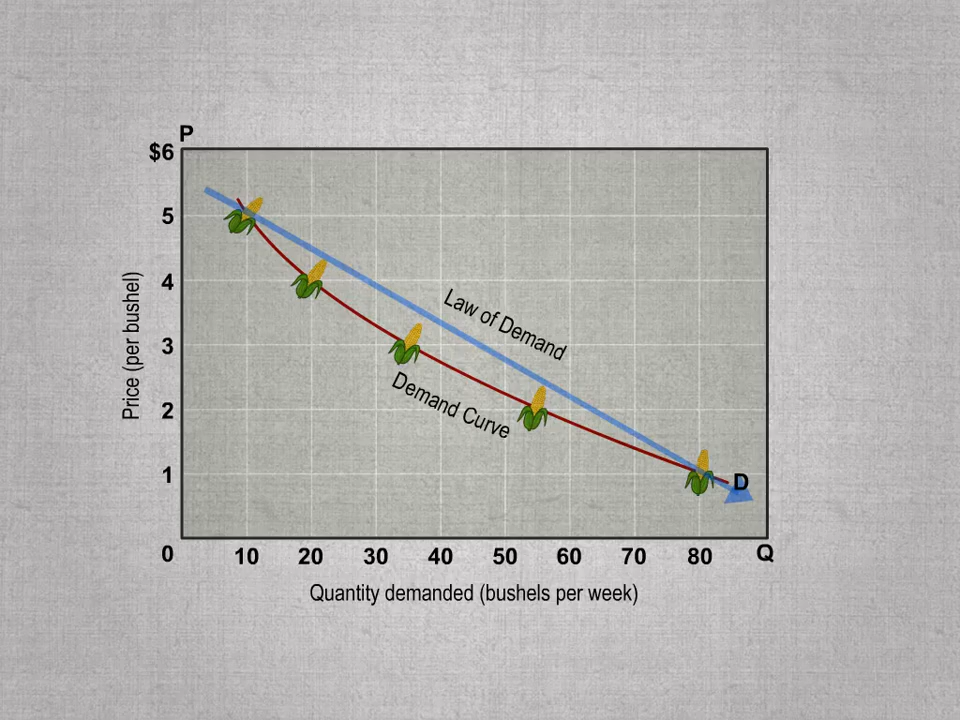 P
$6
5
4
3
2
1
0
Price (per bushel)
Law of Demand
Demand Curve
D
10 20 30 40 50 60 70 80 Q
Quantity demanded (bushels per week)